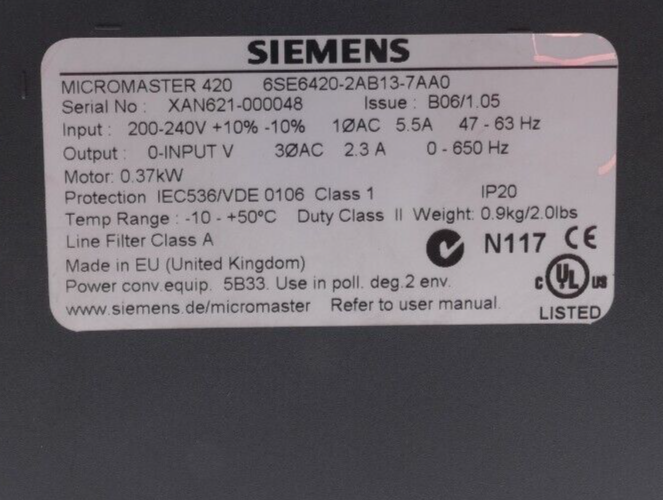 SIEMENS
MICROMASTER 420 6SE6420-2AB13-7AA0
Serial No : XAN621-000048 Issue : B06/1.05
Input : 200-240V +10% -10% 1ØAC 5.5A 47 - 63 Hz
Output : 0-INPUT V 3ØAC 2.3 A 0 - 650 Hz
Motor: 0.37kW
Protection IEC536/VDE 0106 Class 1 IP20
Temp Range : -10 - +50ºC Duty Class II Weight: 0.9kg/2.0lbs
Line Filter Class A
N117 CE
Made in EU (United Kingdom)
Power conv.equip. 5B33. Use in poll. deg.2 env.
C UL US
www.siemens.de/micromaster Refer to user manual.
LISTED